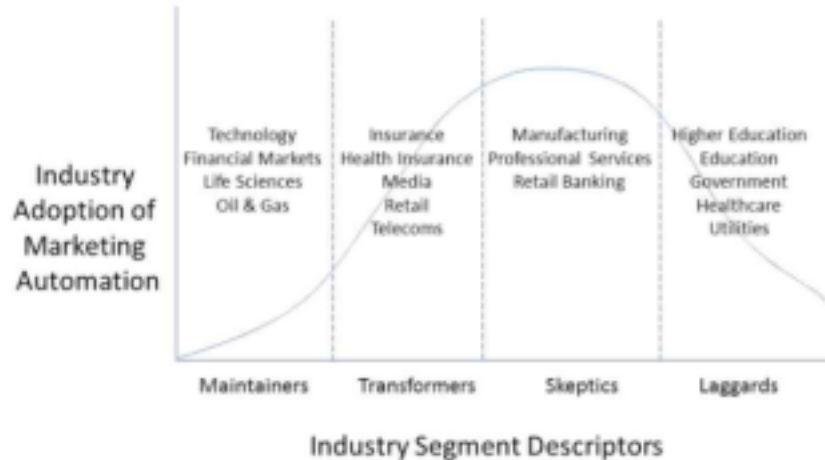 Industry
Adoption of
Marketing
Automation
Technology
Financial Markets
Life Sciences
Oil & Gas
Insurance
Health Insurance
Media
Retail
Telecoms
Manufacturing
Professional Services
Retail Banking
Higher Education
Education
Government
Healthcare
Utilities
Maintainers
Transformers
Skeptics
Laggards
Industry Segment Descriptors